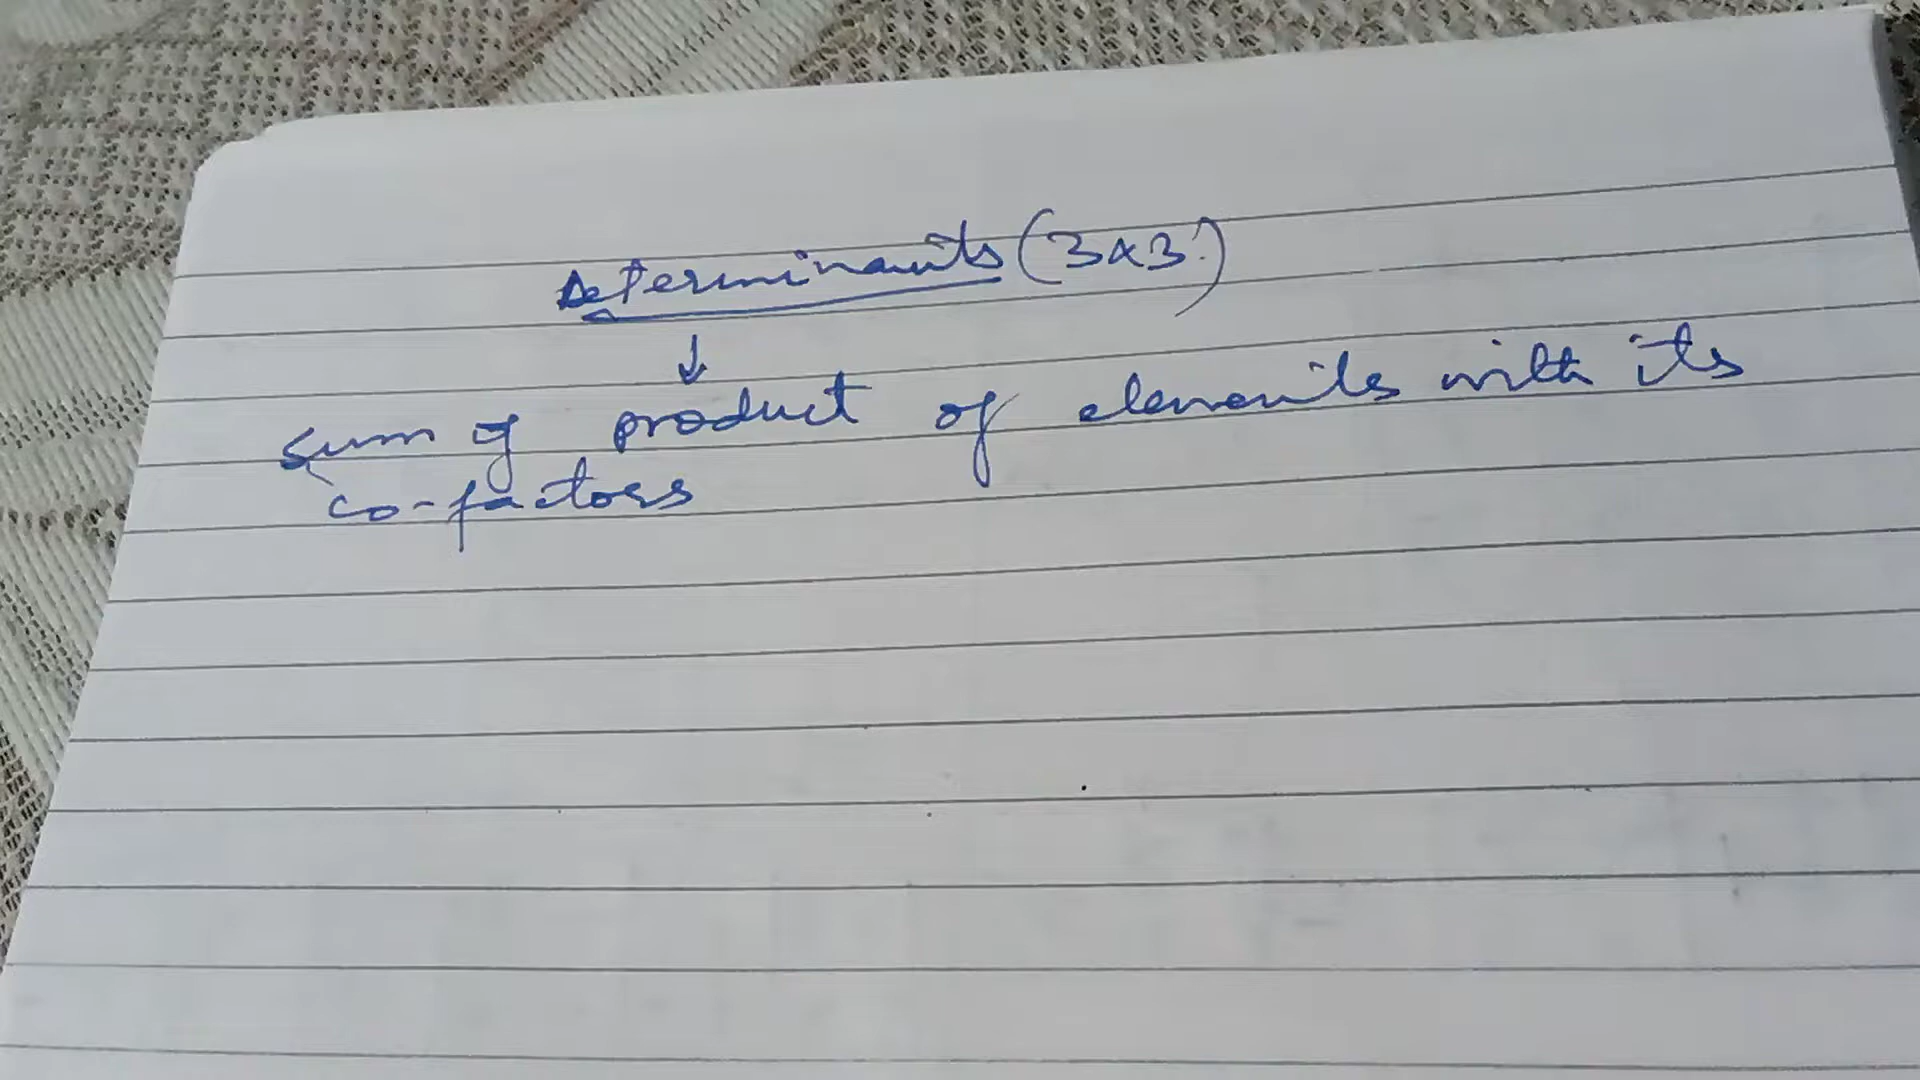 Determinants (3x3)
↓
sum of product of elements with its
co-factors